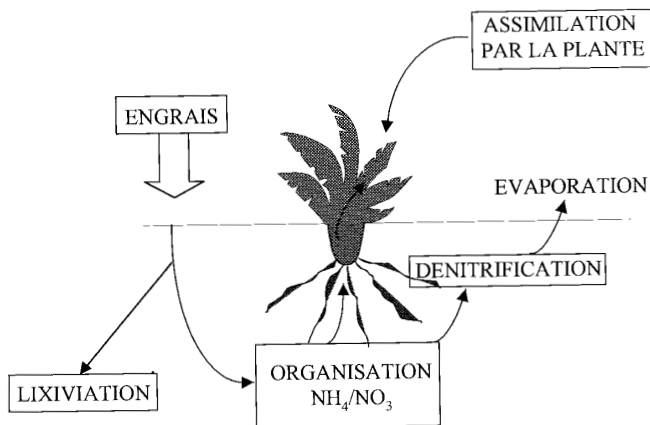 ASSIMILATION
PAR LA PLANTE
ENGRAIS
EVAPORATION
DENITRIFICATION
LIXIVIATION
ORGANISATION
NH₄/NO₃